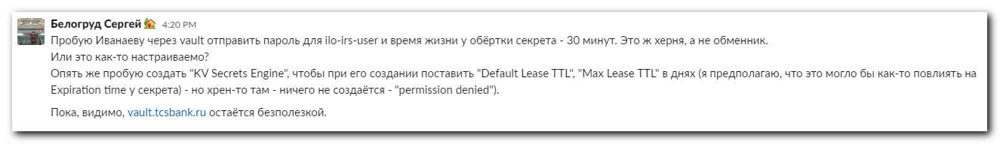 Белогруд Сергей 4:20 PM
Пробую Иванаеву через vault отправить пароль для ilo-irs-user и время жизни у обёртки секрета - 30 минут. Это ж херня, а не обменник.
Или это как-то настраиваемо?
Опять же пробую создать "KV Secrets Engine", чтобы при его создании поставить "Default Lease TTL", "Max Lease TTL" в днях (я предполагаю, что это могло бы как-то повлиять на
Expiration time у секрета) - но хрен-то там - ничего не создаётся - "permission denied").
Пока, видимо, vault.tcsbank.ru остаётся безполезкой.